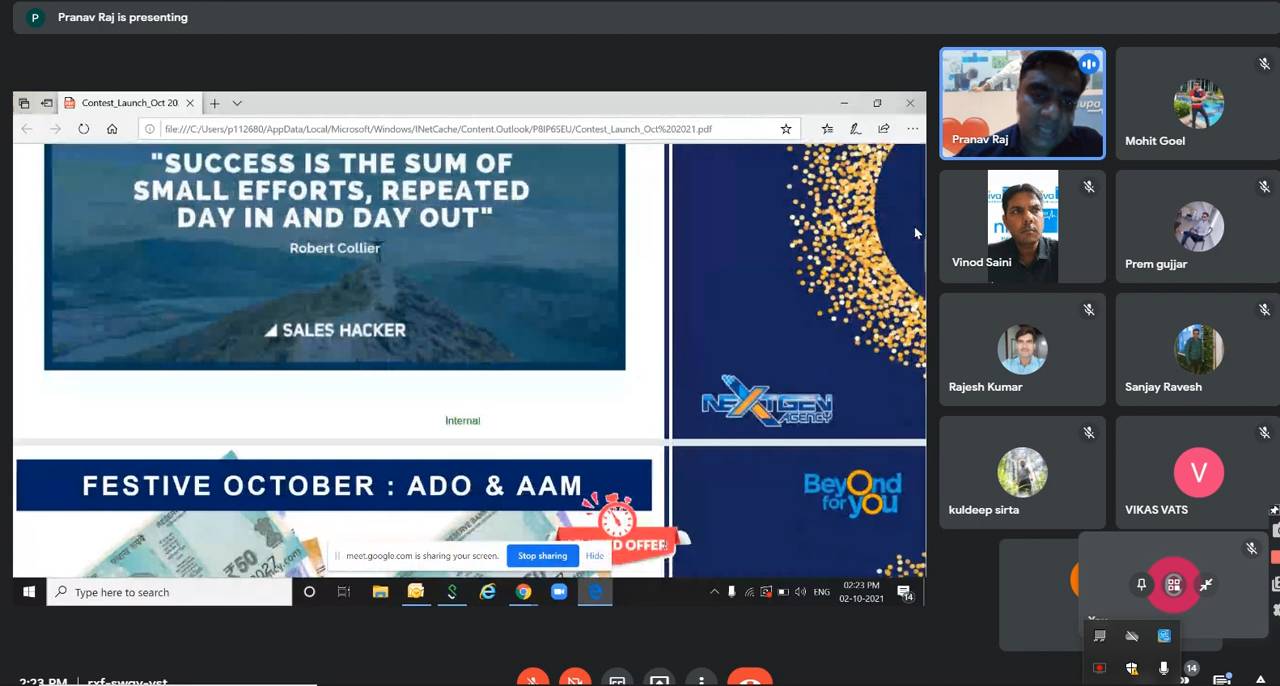 P Pranav Raj is presenting
Contest_Launch_Oct 20
file:///C:/Users/p112680/AppData/Local/Microsoft/Windows/INetCache/Content.Outlook/P8IP6SEU/Contest_Launch_Oct%202021.pdf
"SUCCESS IS THE SUM OF
SMALL EFFORTS, REPEATED
DAY IN AND DAY OUT"
Robert Collier
SALES HACKER
Internal
NEXTGEN
AGENCY
FESTIVE OCTOBER : ADO & AAM
Beyond
for you
OFFER
₹50
meet.google.com is sharing your screen.
Stop sharing
Hide
Type here to search
ENG
02:23 PM
02-10-2021
14
Pranav Raj
Mohit Goel
Vinod Saini
Prem gujjar
Rajesh Kumar
Sanjay Ravesh
kuldeep sirta
V
VIKAS VATS
14
2:23 PM